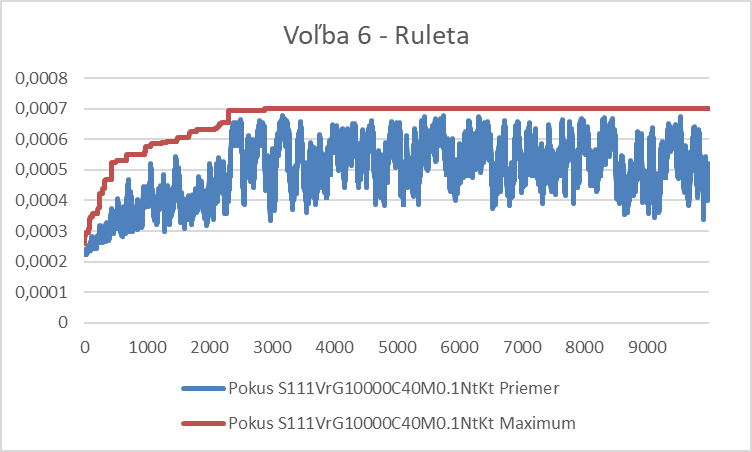 Voľba 6 - Ruleta
0,0008
0,0007
0,0006
0,0005
0,0004
0,0003
0,0002
0,0001
0
0 1000 2000 3000 4000 5000 6000 7000 8000 9000
Pokus S111VrG10000C40M0.1NtKt Priemer
Pokus S111VrG10000C40M0.1NtKt Maximum